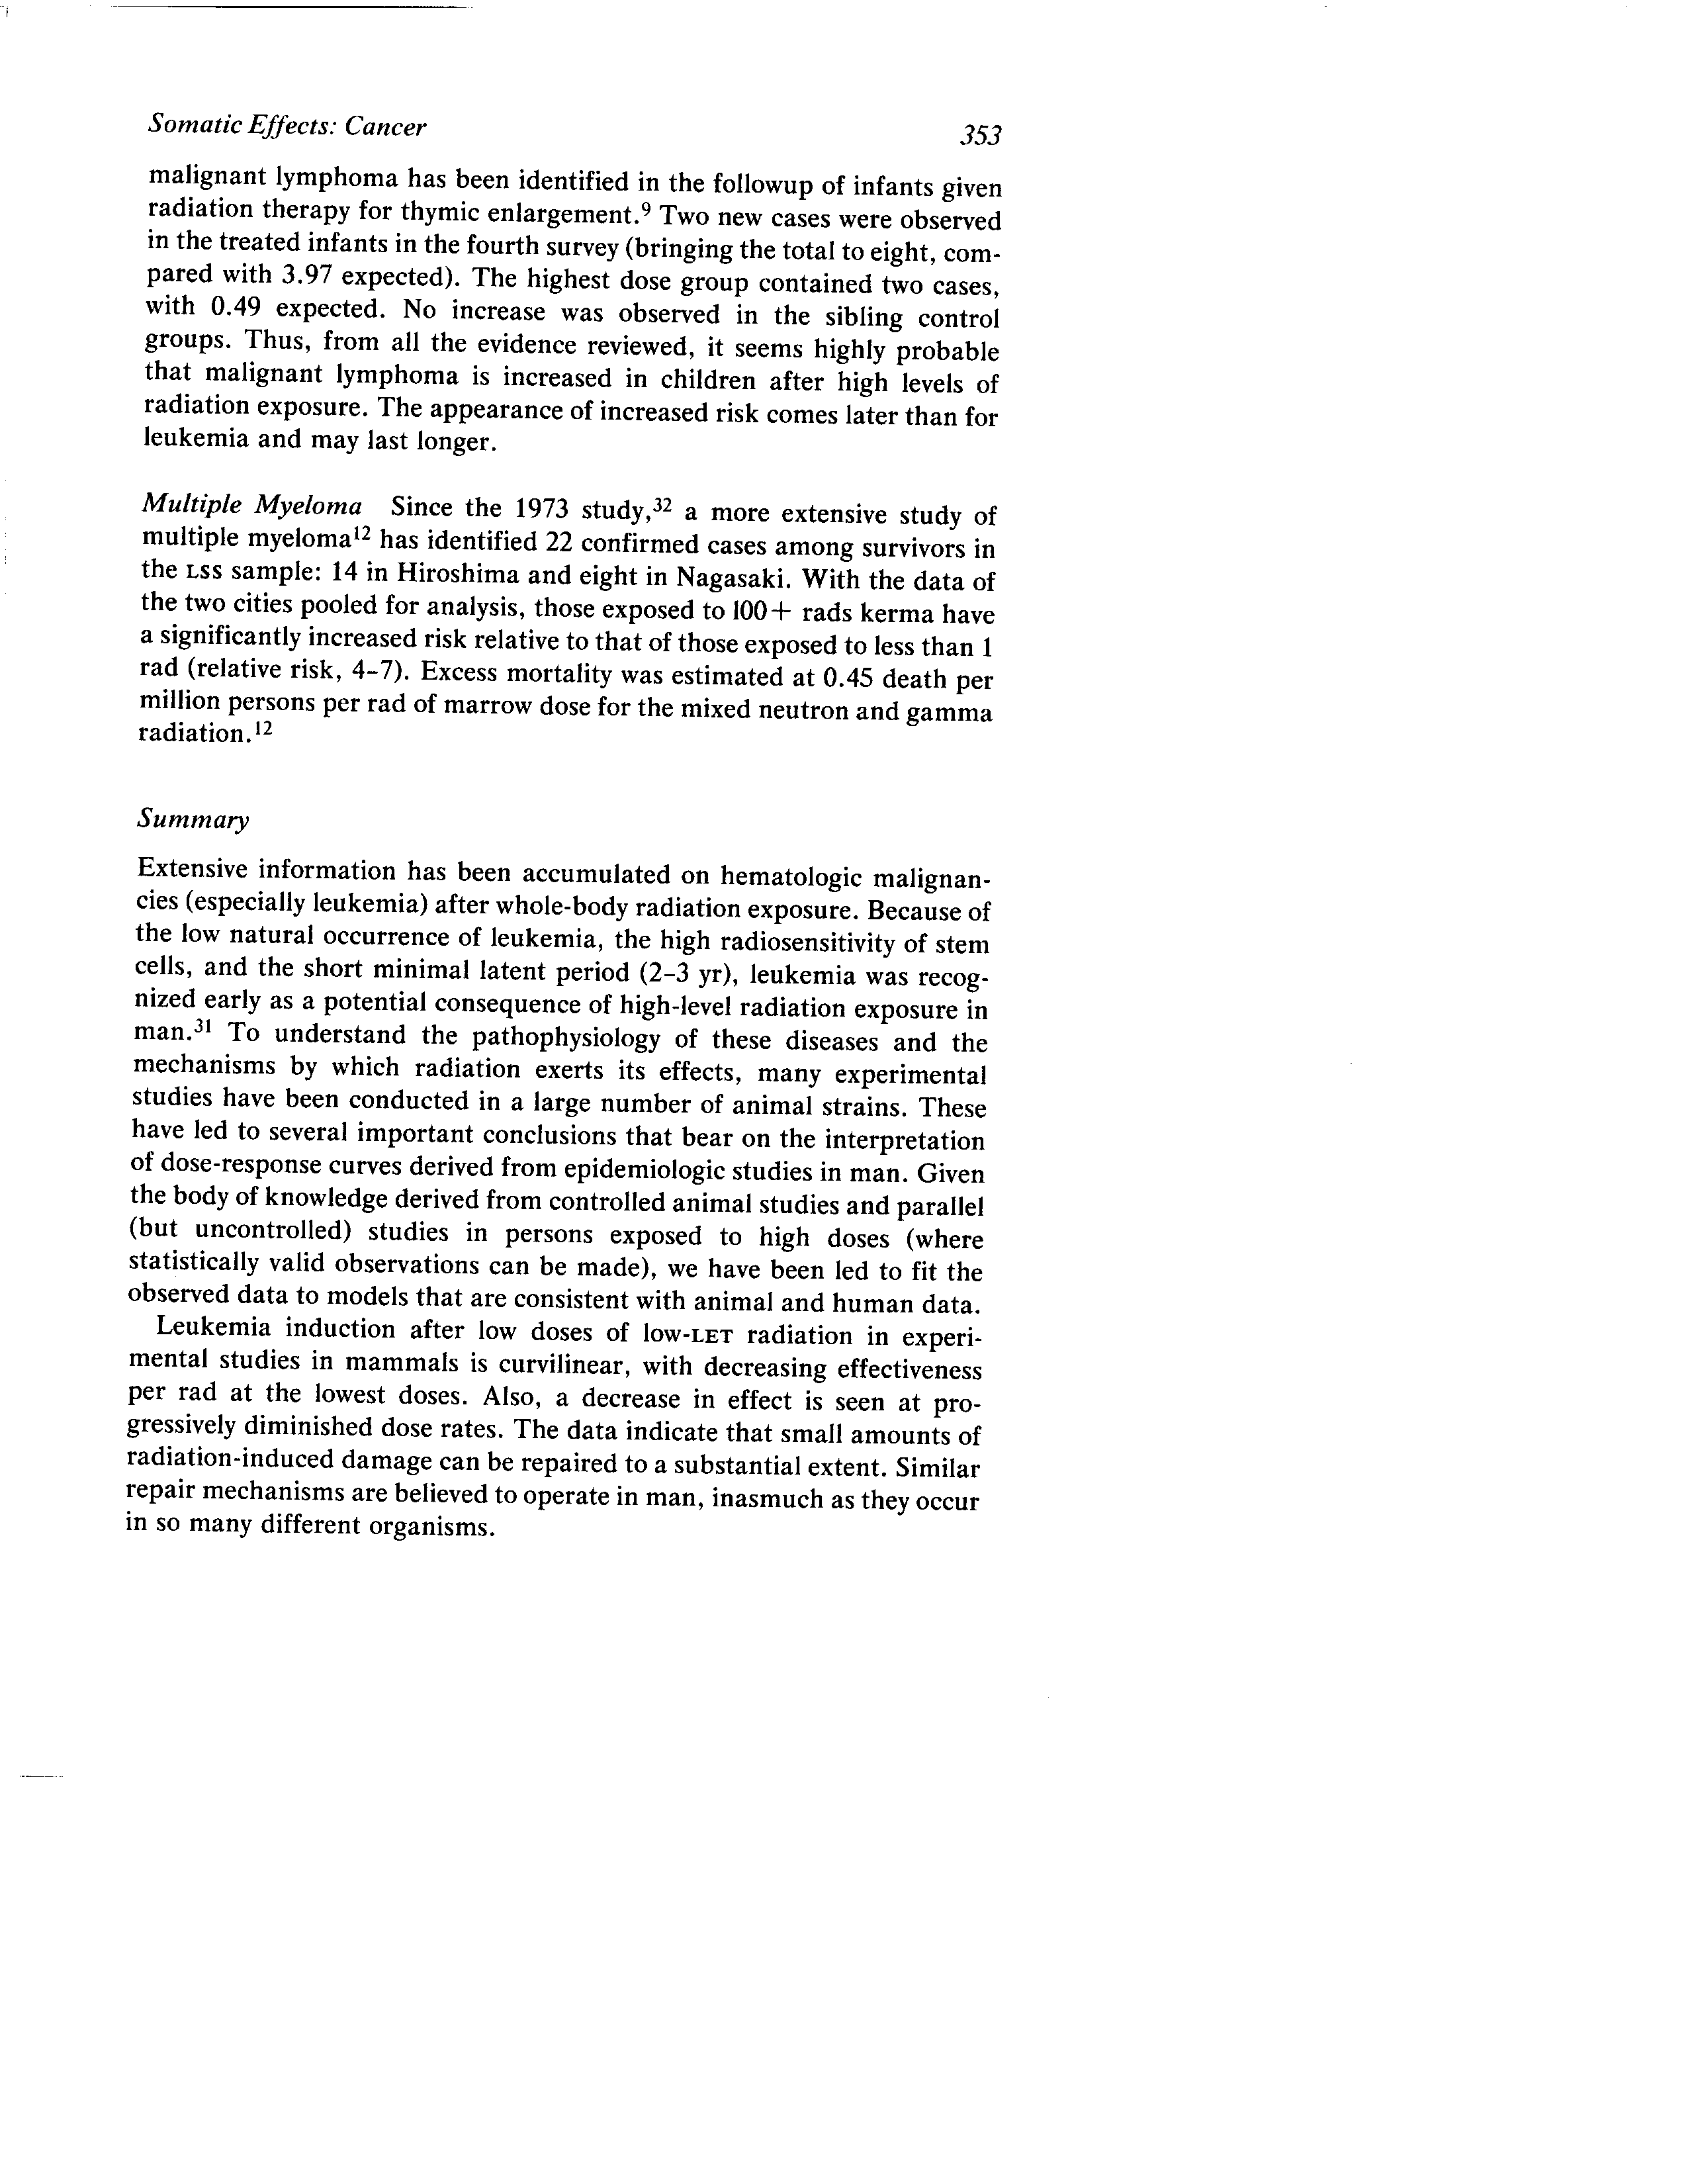 Somatic Effects: Cancer 353
malignant lymphoma has been identified in the followup of infants given
radiation therapy for thymic enlargement.⁹ Two new cases were observed
in the treated infants in the fourth survey (bringing the total to eight, com-
pared with 3.97 expected). The highest dose group contained two cases,
with 0.49 expected. No increase was observed in the sibling control
groups. Thus, from all the evidence reviewed, it seems highly probable
that malignant lymphoma is increased in children after high levels of
radiation exposure. The appearance of increased risk comes later than for
leukemia and may last longer.
Multiple Myeloma Since the 1973 study,³² a more extensive study of
multiple myeloma¹² has identified 22 confirmed cases among survivors in
the LSS sample: 14 in Hiroshima and eight in Nagasaki. With the data of
the two cities pooled for analysis, those exposed to 100+ rads kerma have
a significantly increased risk relative to that of those exposed to less than 1
rad (relative risk, 4–7). Excess mortality was estimated at 0.45 death per
million persons per rad of marrow dose for the mixed neutron and gamma
radiation.¹²
Summary
Extensive information has been accumulated on hematologic malignan-
cies (especially leukemia) after whole-body radiation exposure. Because of
the low natural occurrence of leukemia, the high radiosensitivity of stem
cells, and the short minimal latent period (2–3 yr), leukemia was recog-
nized early as a potential consequence of high-level radiation exposure in
man.³¹ To understand the pathophysiology of these diseases and the
mechanisms by which radiation exerts its effects, many experimental
studies have been conducted in a large number of animal strains. These
have led to several important conclusions that bear on the interpretation
of dose-response curves derived from epidemiologic studies in man. Given
the body of knowledge derived from controlled animal studies and parallel
(but uncontrolled) studies in persons exposed to high doses (where
statistically valid observations can be made), we have been led to fit the
observed data to models that are consistent with animal and human data.
Leukemia induction after low doses of low-LET radiation in experi-
mental studies in mammals is curvilinear, with decreasing effectiveness
per rad at the lowest doses. Also, a decrease in effect is seen at pro-
gressively diminished dose rates. The data indicate that small amounts of
radiation-induced damage can be repaired to a substantial extent. Similar
repair mechanisms are believed to operate in man, inasmuch as they occur
in so many different organisms.